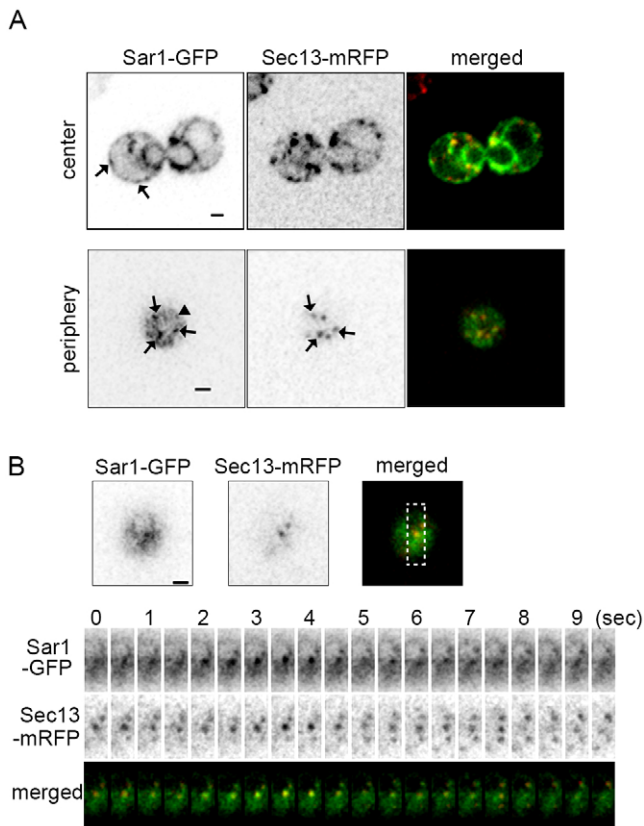 A
Sar1-GFP Sec13-mRFP merged
center
periphery
B
Sar1-GFP Sec13-mRFP merged
0 1 2 3 4 5 6 7 8 9 (sec)
Sar1
-GFP
Sec13
-mRFP
merged